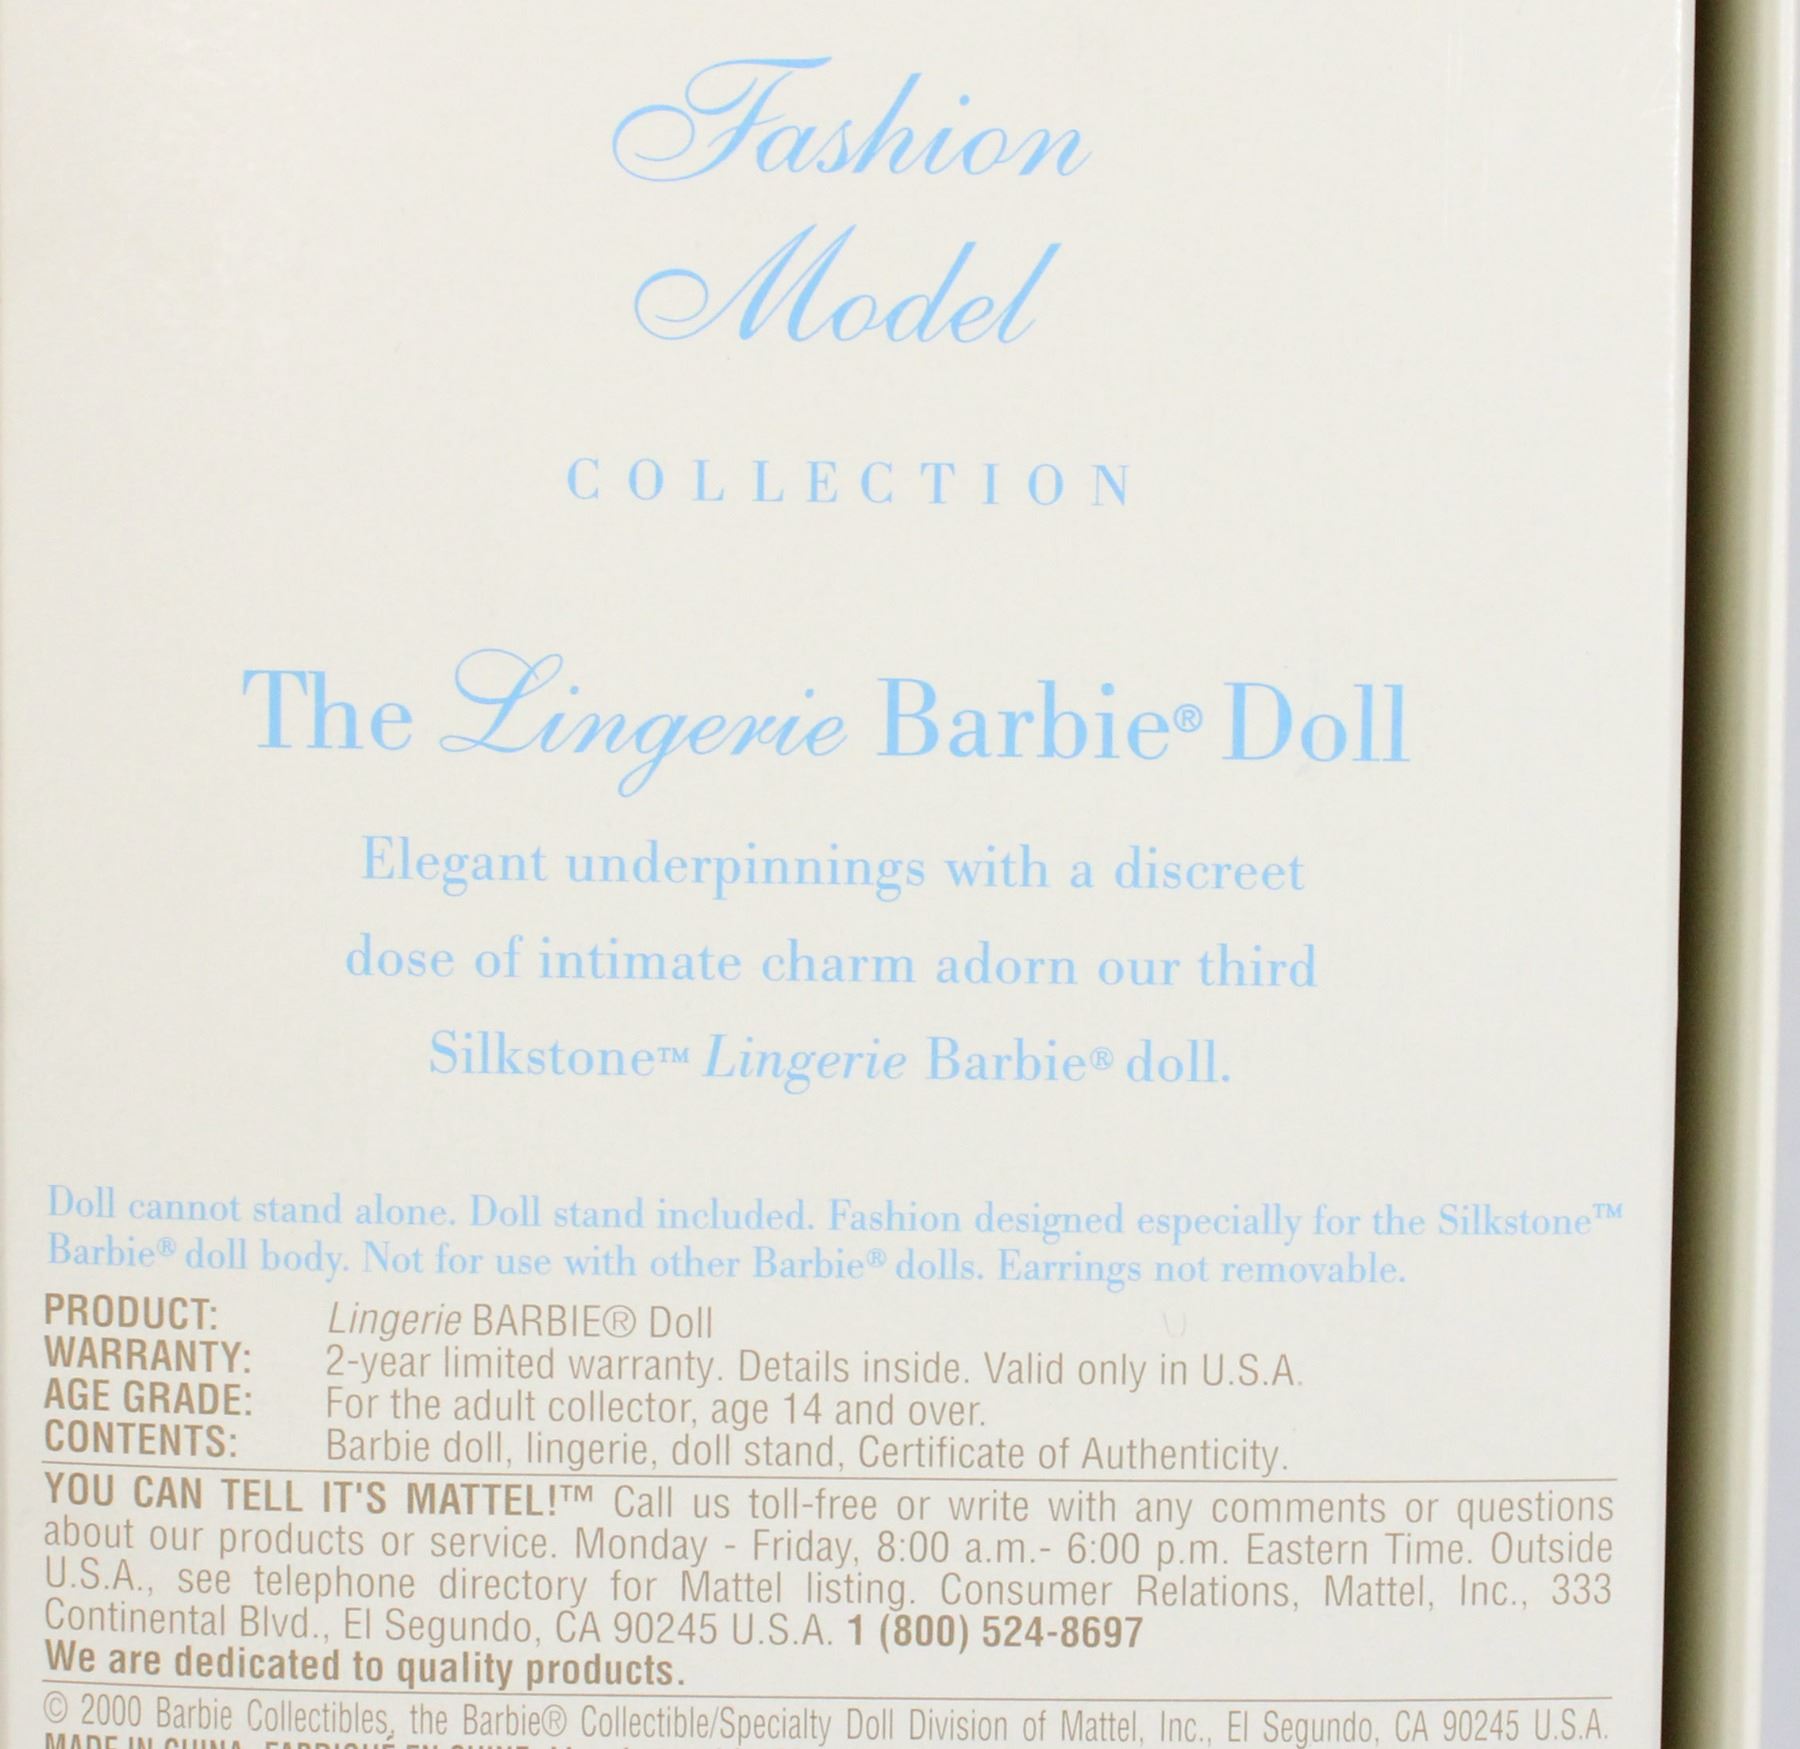 Fashion
Model
COLLECTION
The Lingerie Barbie® Doll
Elegant underpinnings with a discreet
dose of intimate charm adorn our third
Silkstone™ Lingerie Barbie® doll.
Doll cannot stand alone. Doll stand included. Fashion designed especially for the Silkstone™
Barbie® doll body. Not for use with other Barbie® dolls. Earrings not removable.
PRODUCT: Lingerie BARBIE® Doll
WARRANTY: 2-year limited warranty. Details inside. Valid only in U.S.A.
AGE GRADE: For the adult collector, age 14 and over.
CONTENTS: Barbie doll, lingerie, doll stand, Certificate of Authenticity.
YOU CAN TELL IT'S MATTEL!™ Call us toll-free or write with any comments or questions
about our products or service. Monday - Friday, 8:00 a.m.- 6:00 p.m. Eastern Time. Outside
U.S.A., see telephone directory for Mattel listing. Consumer Relations, Mattel, Inc., 333
Continental Blvd., El Segundo, CA 90245 U.S.A. 1 (800) 524-8697
We are dedicated to quality products.
© 2000 Barbie Collectibles, the Barbie® Collectible/Specialty Doll Division of Mattel, Inc., El Segundo, CA 90245 U.S.A.
MADE IN CHINA. FABRIQUÉ EN CHINE.